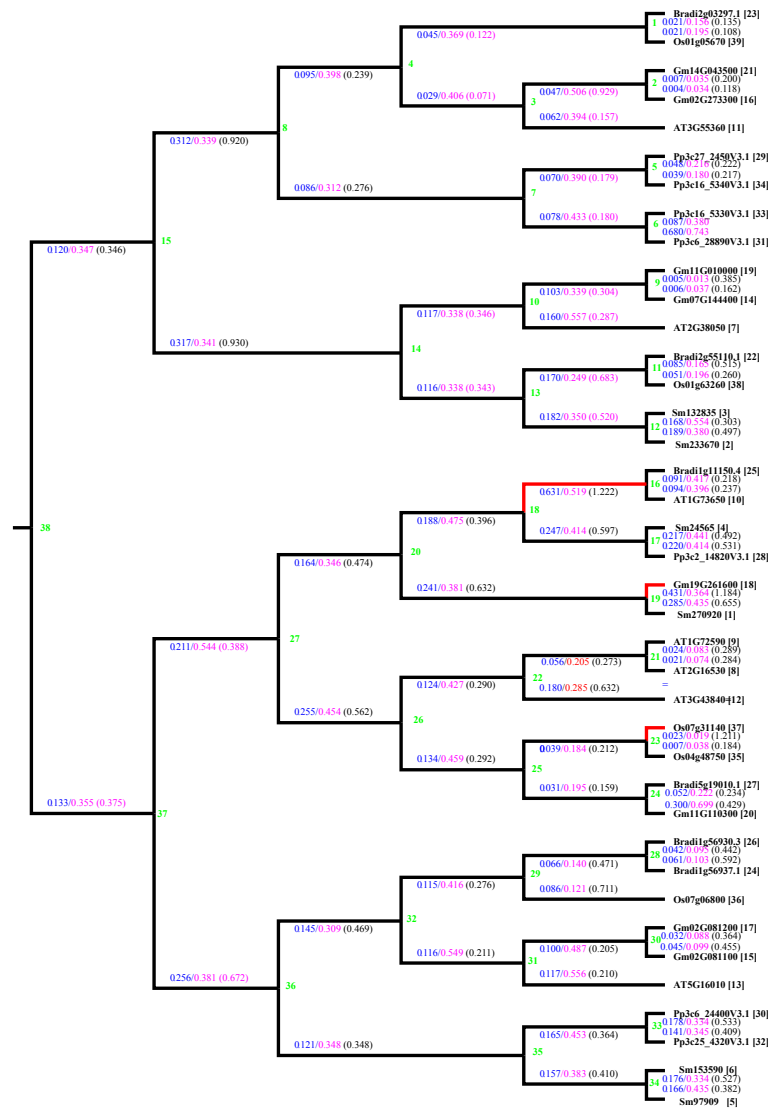 Bradi2g03297.1 [23]
1
0.021/0.156 (0.135)
0.021/0.195 (0.108)
Os01g05670 [39]
0.045/0.369 (0.122)
4
Gm14G043500 [21]
0.095/0.398 (0.239)
2
0.007/0.035 (0.200)
0.004/0.034 (0.118)
0.047/0.506 (0.929)
0.029/0.406 (0.071)
3
Gm02G273300 [16]
0.062/0.394 (0.157)
8
AT3G55360 [11]
0.312/0.339 (0.920)
Pp3c27_2450V3.1 [29]
5
0.048/0.216 (0.222)
0.039/0.180 (0.217)
0.070/0.390 (0.179)
Pp3c16_5340V3.1 [34]
0.086/0.312 (0.276)
7
Pp3c16_5330V3.1 [33]
0.078/0.433 (0.180)
6
0.087/0.380
0.680/0.743
15
Pp3c6_28890V3.1 [31]
0.120/0.347 (0.346)
Gm11G010000 [19]
9
0.005/0.013 (0.385)
0.006/0.037 (0.162)
0.103/0.339 (0.304)
Gm07G144400 [14]
10
0.117/0.338 (0.346)
0.160/0.557 (0.287)
AT2G38050 [7]
0.317/0.341 (0.930)
14
Bradi2g55110.1 [22]
11
0.085/0.165 (0.515)
0.051/0.196 (0.260)
0.170/0.249 (0.683)
Os01g63260 [38]
0.116/0.338 (0.343)
13
Sm132835 [3]
0.182/0.350 (0.520)
12
0.168/0.554 (0.303)
0.189/0.380 (0.497)
Sm233670 [2]
Bradi1g11150.4 [25]
16
0.091/0.417 (0.218)
0.094/0.396 (0.237)
0.631/0.519 (1.222)
AT1G73650 [10]
18
0.188/0.475 (0.396)
38
Sm24565 [4]
0.247/0.414 (0.597)
17
0.217/0.441 (0.492)
0.220/0.414 (0.531)
20
Pp3c2_14820V3.1 [28]
0.164/0.346 (0.474)
Gm19G261600 [18]
0.241/0.381 (0.632)
19
0.431/0.364 (1.184)
0.285/0.435 (0.655)
Sm270920 [1]
27
0.211/0.544 (0.388)
AT1G72590 [9]
21
0.024/0.083 (0.289)
0.021/0.074 (0.284)
0.056/0.205 (0.273)
AT2G16530 [8]
22
0.124/0.427 (0.290)
=
0.180/0.285 (0.632)
AT3G43840 [12]
0.255/0.454 (0.562)
26
Os07g31140 [37]
23
0.023/0.019 (1.211)
0.007/0.038 (0.184)
0.039/0.184 (0.212)
Os04g48750 [35]
0.134/0.459 (0.292)
25
Bradi5g19010.1 [27]
0.031/0.195 (0.159)
24
0.052/0.222 (0.234)
0.300/0.699 (0.429)
0.133/0.355 (0.375)
37
Gm11G110300 [20]
Bradi1g56930.3 [26]
28
0.042/0.095 (0.442)
0.061/0.103 (0.592)
0.066/0.140 (0.471)
Bradi1g56937.1 [24]
29
0.115/0.416 (0.276)
0.086/0.121 (0.711)
Os07g06800 [36]
32
0.145/0.309 (0.469)
Gm02G081200 [17]
30
0.032/0.088 (0.364)
0.045/0.099 (0.455)
0.100/0.487 (0.205)
0.116/0.549 (0.211)
Gm02G081100 [15]
31
0.256/0.381 (0.672)
0.117/0.556 (0.210)
AT5G16010 [13]
36
Pp3c6_24400V3.1 [30]
33
0.178/0.334 (0.533)
0.141/0.345 (0.409)
0.165/0.453 (0.364)
0.121/0.348 (0.348)
Pp3c25_4320V3.1 [32]
35
Sm153590 [6]
0.157/0.383 (0.410)
34
0.176/0.334 (0.527)
0.166/0.435 (0.382)
Sm97909 [5]